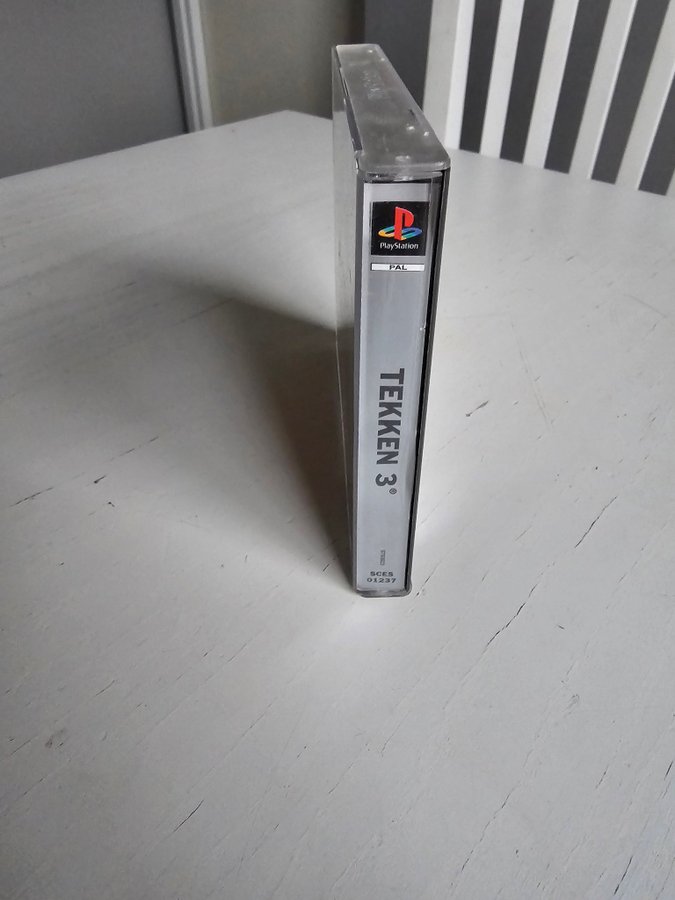 PlayStation
PAL
TEKKEN 3®
SCES
01237